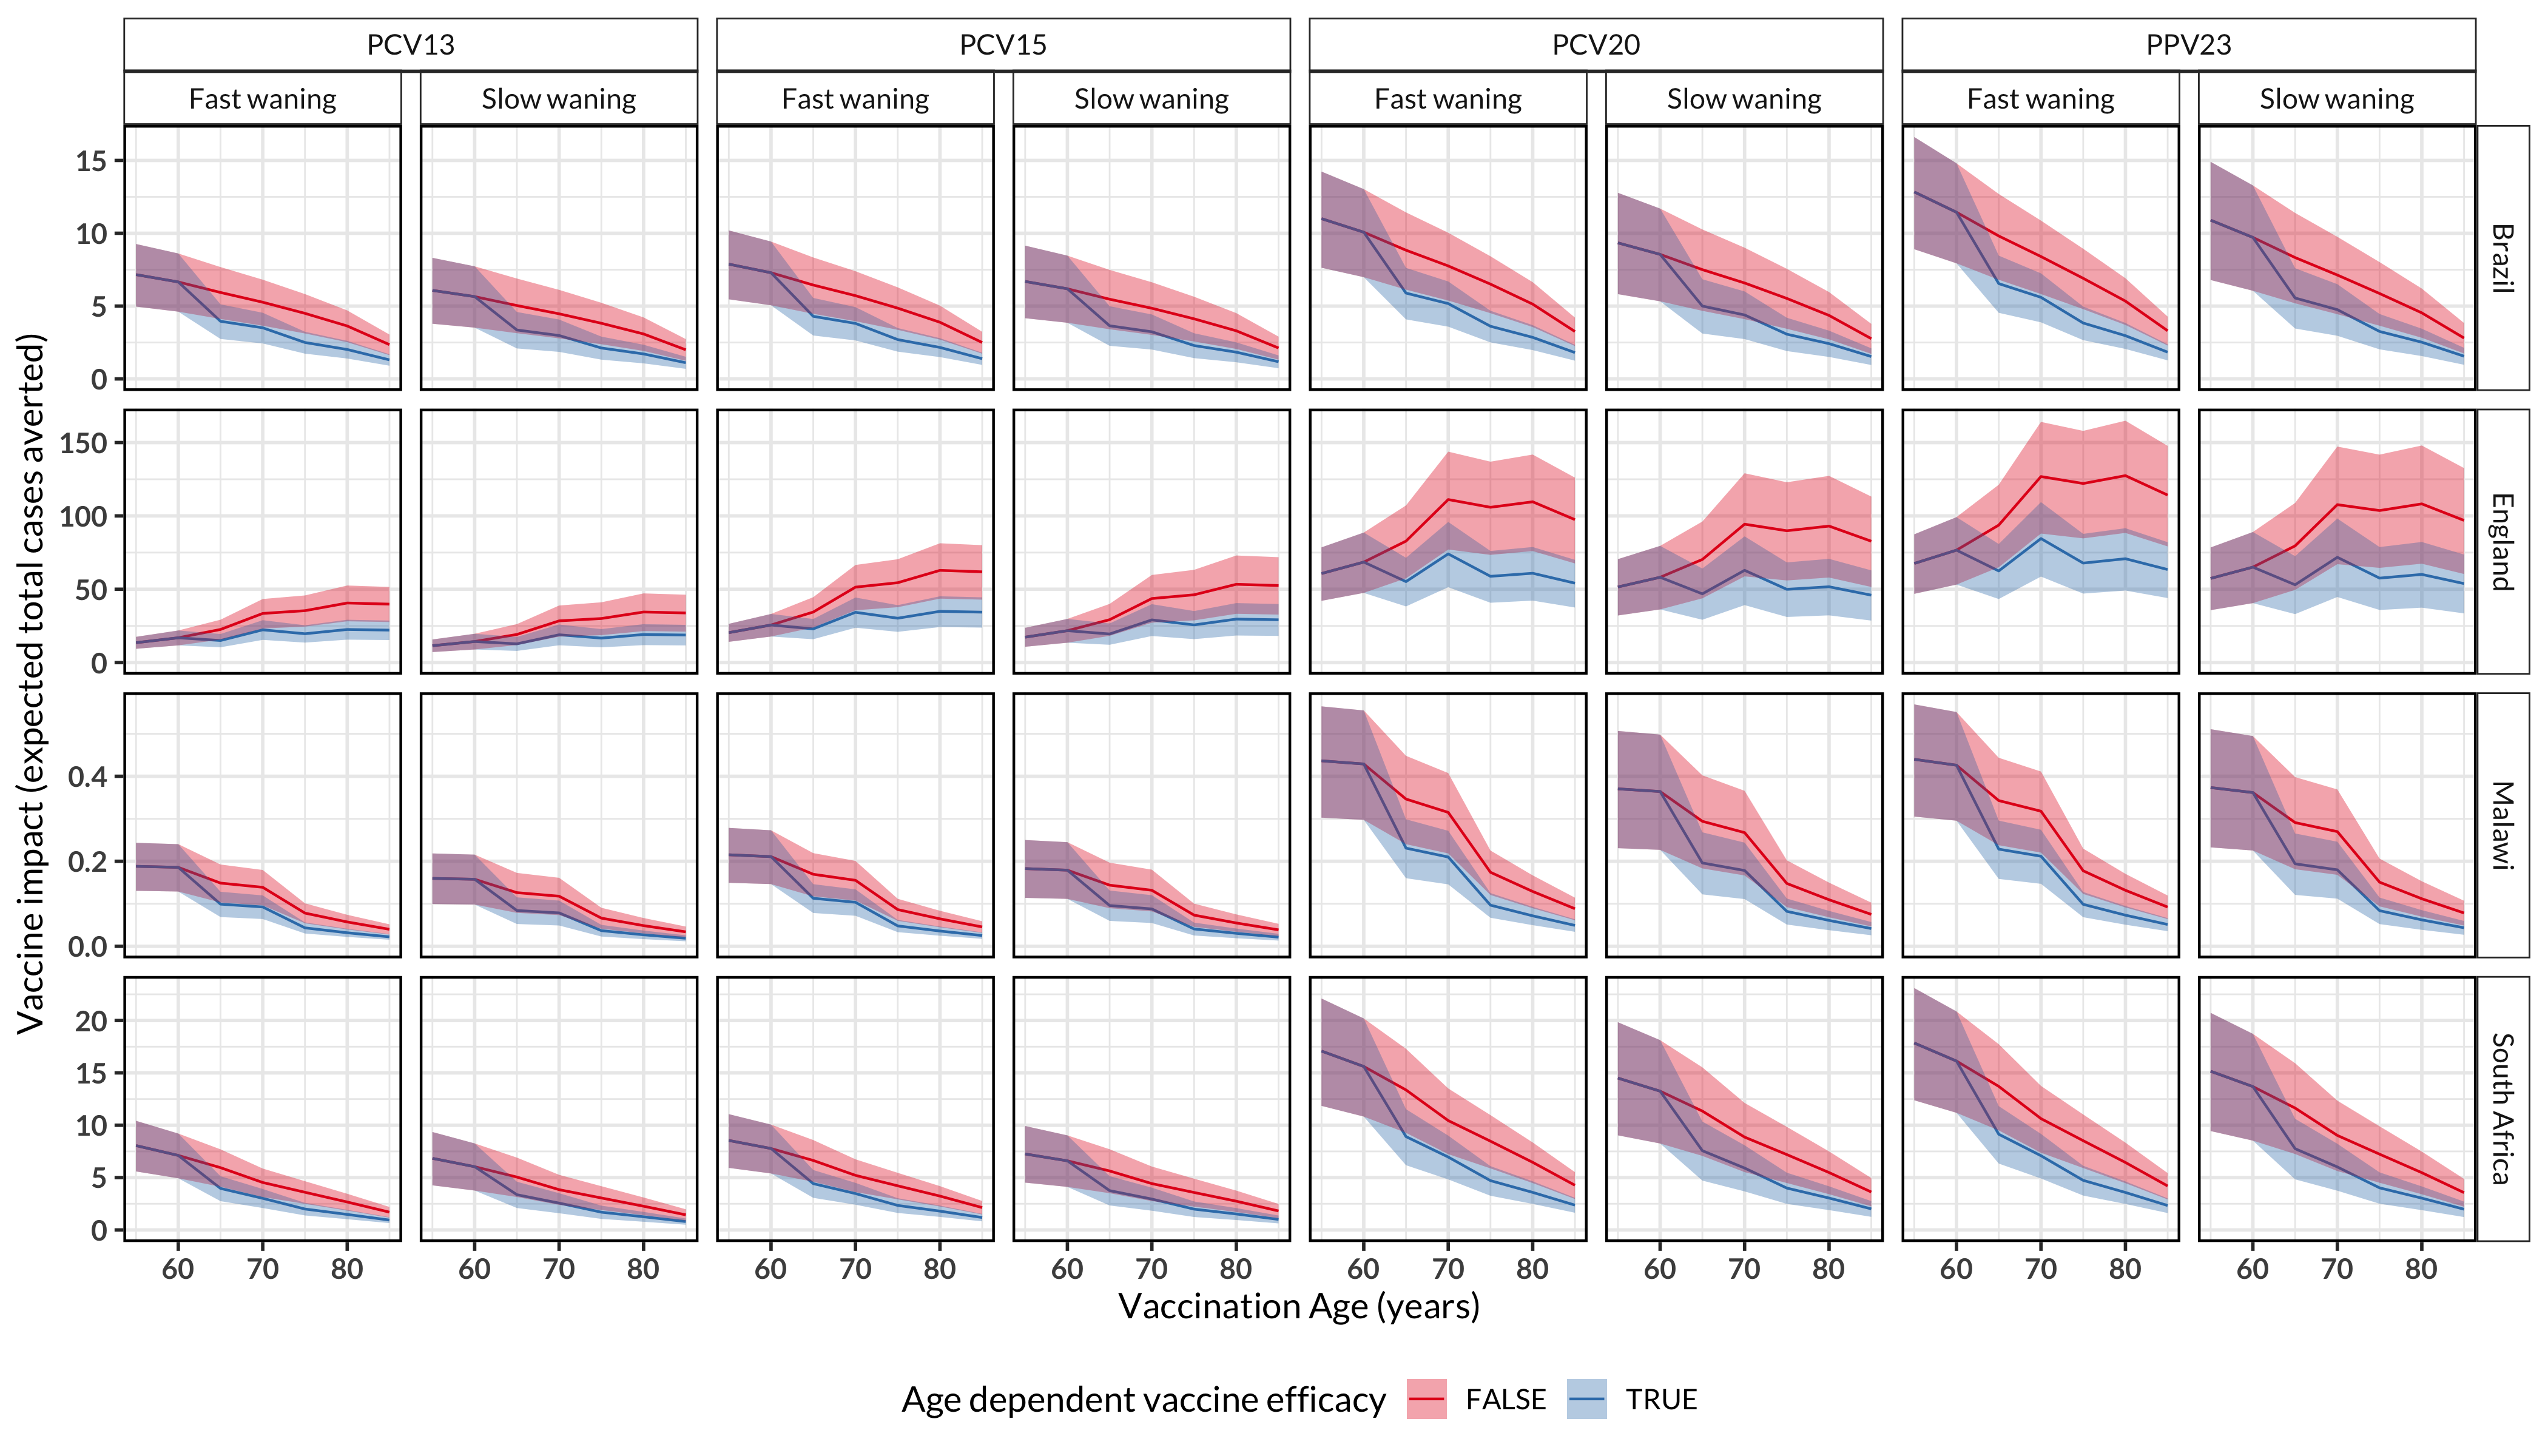 PCV13 PCV15 PCV20 PPV23
Fast waning Slow waning Fast waning Slow waning Fast waning Slow waning Fast waning Slow waning
Vaccine impact (expected total cases averted)
15
10
5
0
Brazil
150
100
50
0
England
0.4
0.2
0.0
Malawi
20
15
10
5
0
South Africa
60 70 80 60 70 80 60 70 80 60 70 80 60 70 80 60 70 80 60 70 80 60 70 80
Vaccination Age (years)
Age dependent vaccine efficacy FALSE TRUE